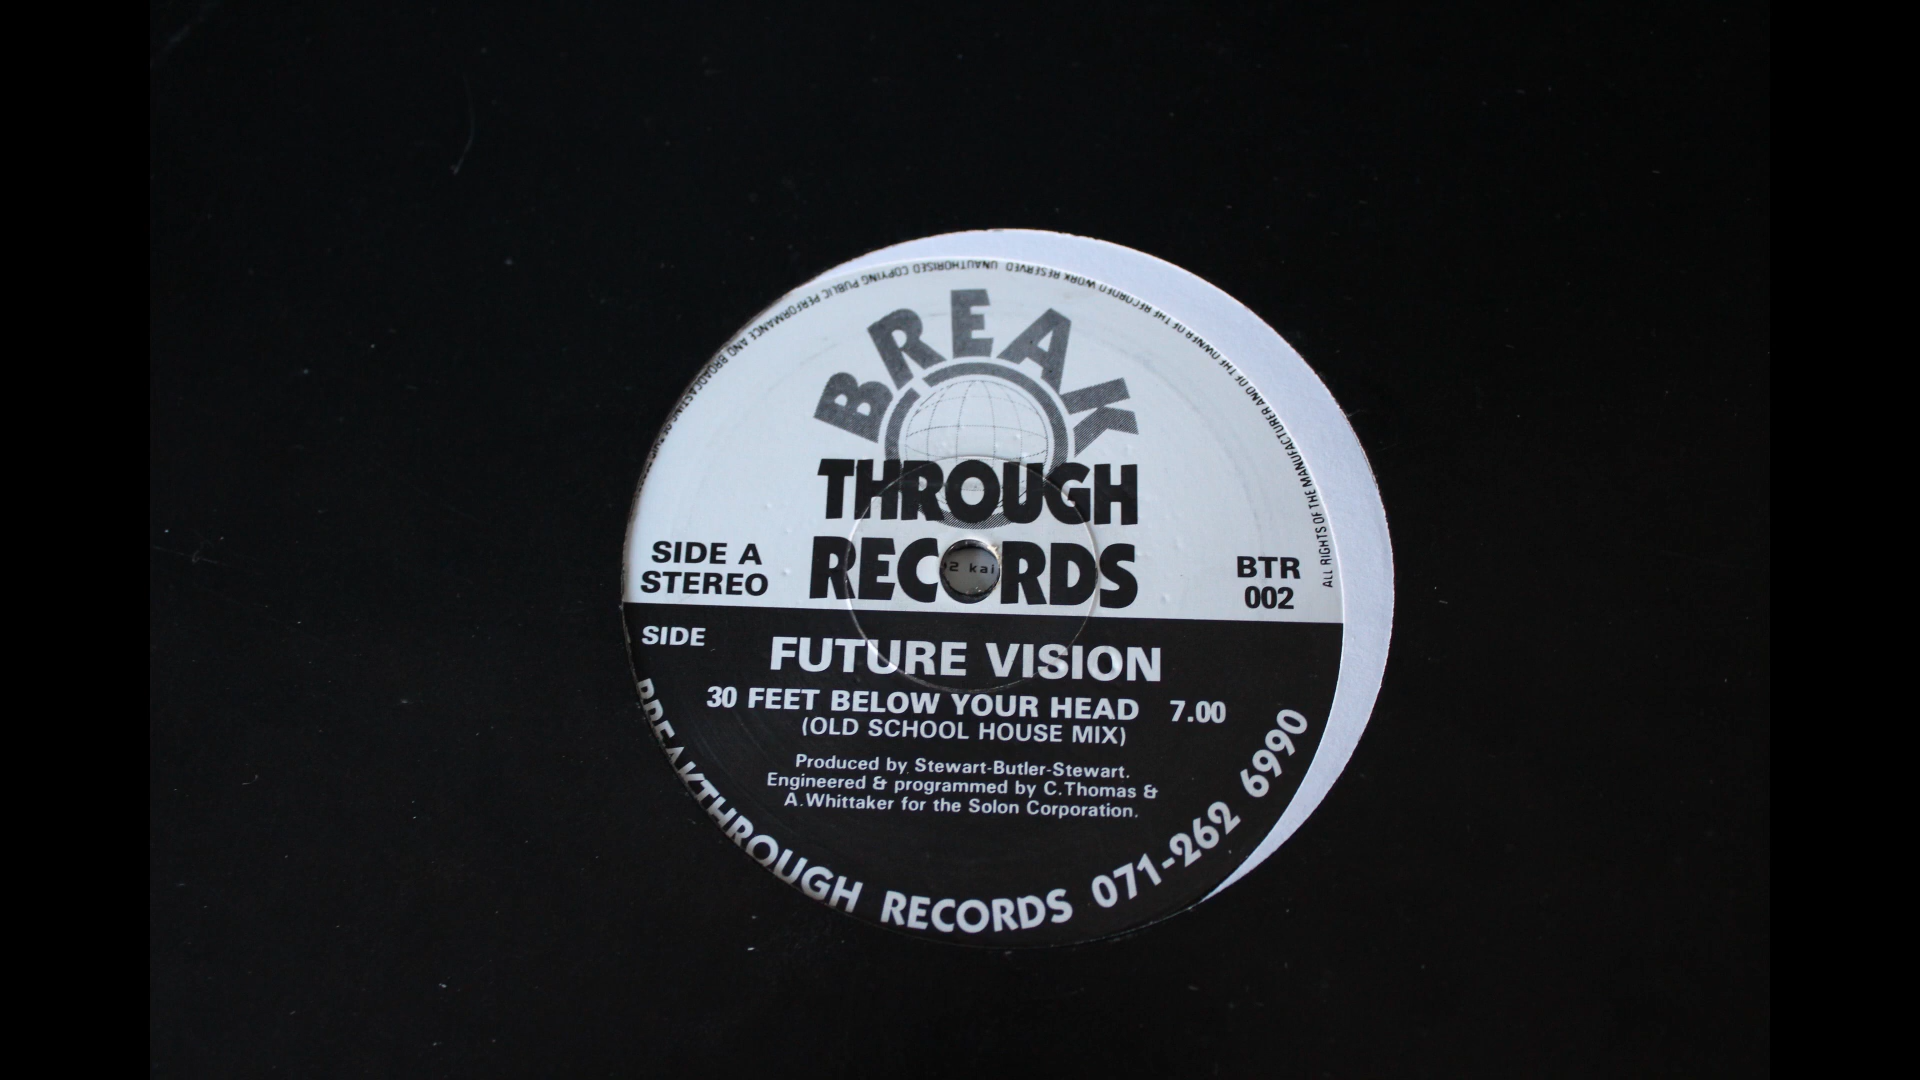 ALL RIGHTS OF THE MANUFACTURER AND OF THE OWNER OF THE RECORDED WORK RESERVED UNAUTHORISED COPYING PUBLIC PERFORMANCE AND BROADCASTING OF
BREAK
THROUGH
RECORDS
2 kai
SIDE A
STEREO
BTR
002
SIDE
FUTURE VISION
30 FEET BELOW YOUR HEAD 7.00
(OLD SCHOOL HOUSE MIX)
Produced by Stewart-Butler-Stewart.
Engineered & programmed by C.Thomas &
A.Whittaker for the Solon Corporation.
BREAKTHROUGH RECORDS 071-262 6990